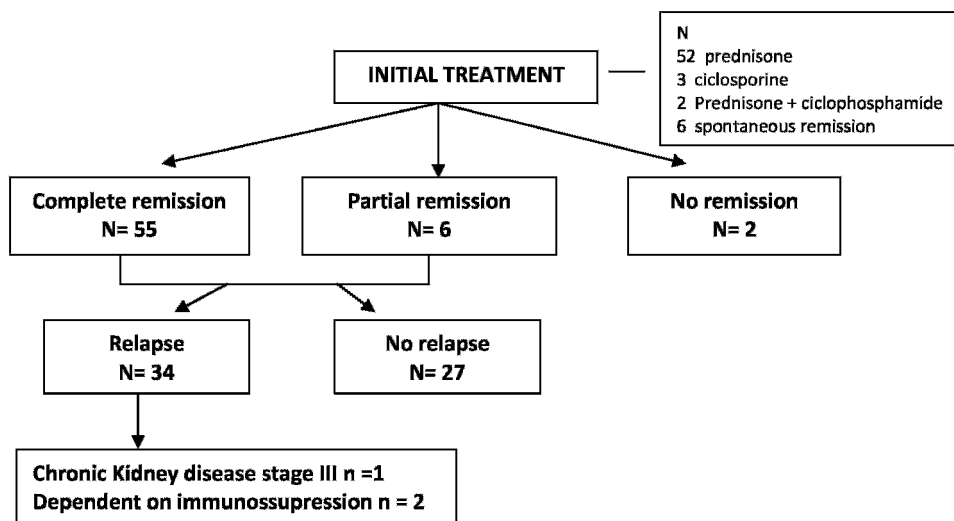 INITIAL TREATMENT
N
52 prednisone
3 ciclosporine
2 Prednisone + ciclophosphamide
6 spontaneous remission
Complete remission
N= 55
Partial remission
N= 6
No remission
N= 2
Relapse
N= 34
No relapse
N= 27
Chronic Kidney disease stage III n =1
Dependent on immunossupression n = 2